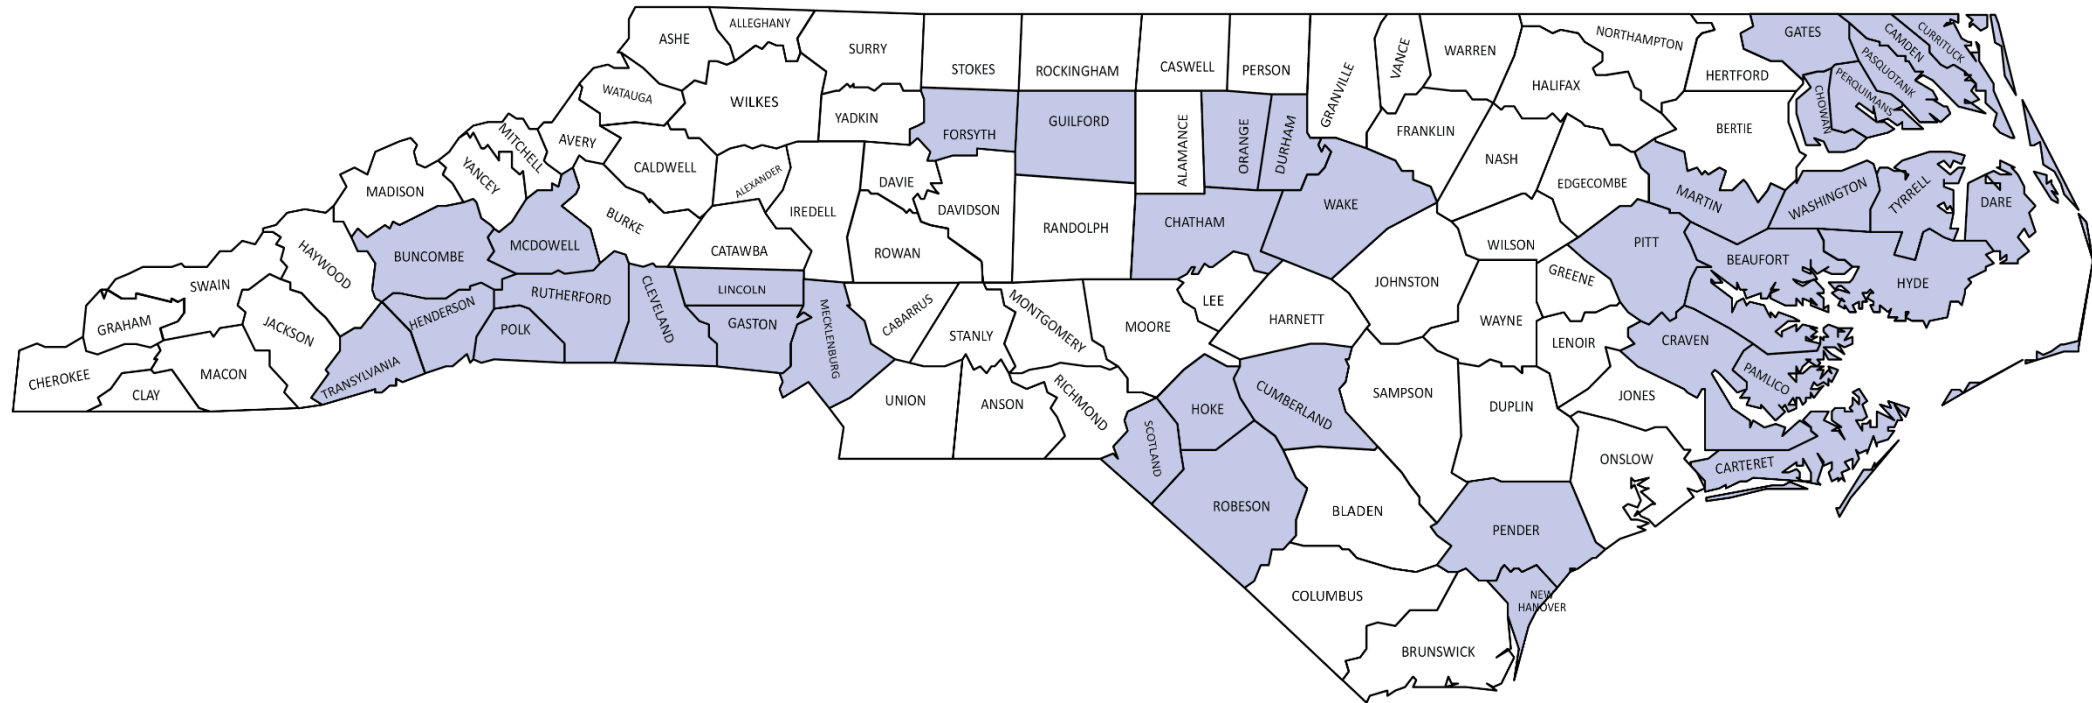 ALLEGHANY
ASHE
SURRY
STOKES
ROCKINGHAM
CASWELL
PERSON
GRANVILLE
VANCE
WARREN
NORTHAMPTON
GATES
CAMDEN
CURRITUCK
PASQUOTANK
PERQUIMANS
CHOWAN
HERTFORD
HALIFAX
WATAUGA
WILKES
YADKIN
FORSYTH
GUILFORD
ALAMANCE
ORANGE
DURHAM
FRANKLIN
NASH
BERTIE
MITCHELL
AVERY
YANCEY
MADISON
CALDWELL
ALEXANDER
DAVIE
IREDELL
DAVIDSON
RANDOLPH
CHATHAM
WAKE
EDGECOMBE
MARTIN
WASHINGTON
TYRRELL
DARE
BURKE
MCDOWELL
BUNCOMBE
HAYWOOD
CATAWBA
ROWAN
WILSON
PITT
BEAUFORT
HYDE
SWAIN
GRAHAM
JACKSON
HENDERSON
RUTHERFORD
POLK
CLEVELAND
LINCOLN
GASTON
MECKLENBURG
CABARRUS
STANLY
MONTGOMERY
MOORE
LEE
HARNETT
JOHNSTON
GREENE
WAYNE
LENOIR
CRAVEN
PAMLICO
CHEROKEE
CLAY
MACON
TRANSYLVANIA
UNION
ANSON
RICHMOND
SCOTLAND
HOKE
CUMBERLAND
SAMPSON
DUPLIN
JONES
ONSLOW
CARTERET
ROBESON
BLADEN
PENDER
COLUMBUS
NEW
HANOVER
BRUNSWICK